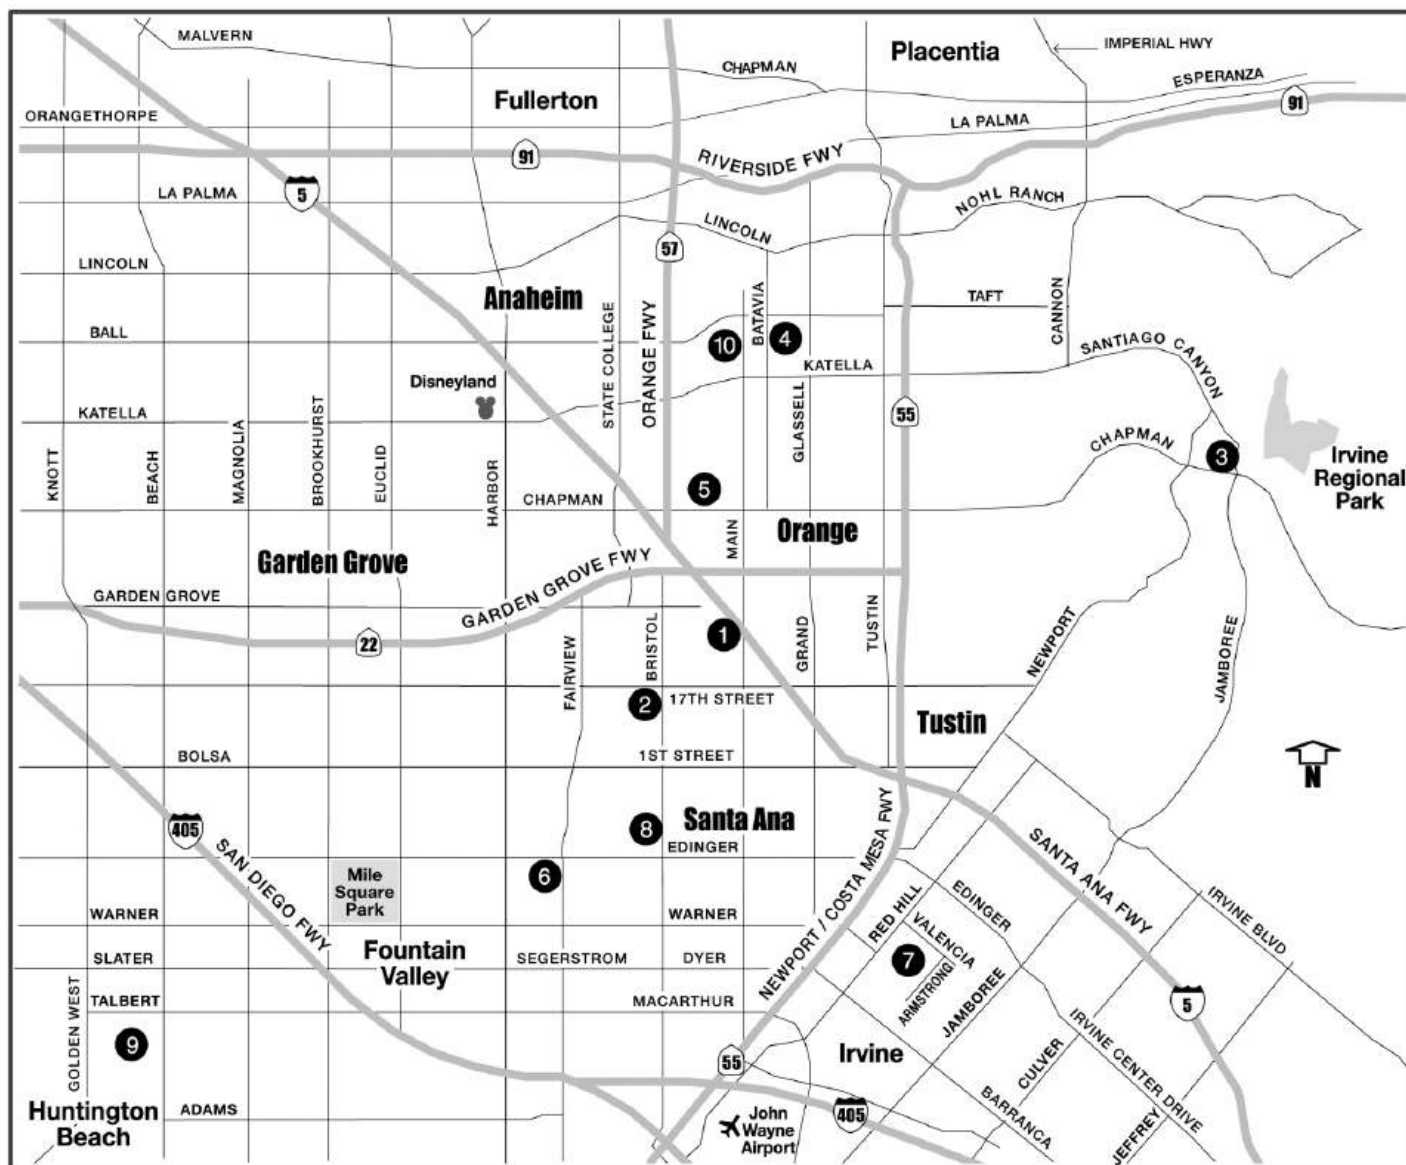 MALVERN
Placentia
IMPERIAL HWY
CHAPMAN
ESPERANZA
Fullerton
91
ORANGETHORPE
LA PALMA
91
RIVERSIDE FWY
5
LA PALMA
NOHL RANCH
LINCOLN
57
LINCOLN
Anaheim
TAFT
CANNON
STATE COLLEGE
ORANGE FWY
BATAVIA
BALL
10
4
SANTIAGO CANYON
KATELLA
Disneyland
KATELLA
55
GLASSELL
CHAPMAN
3
Irvine
Regional
Park
KNOTT
BEACH
MAGNOLIA
BROOKHURST
EUCLID
HARBOR
CHAPMAN
5
MAIN
Orange
Garden Grove
GARDEN GROVE FWY
GARDEN GROVE
22
FAIRVIEW
BRISTOL
1
GRAND
TUSTIN
NEWPORT
JAMBOREE
2
17TH STREET
Tustin
BOLSA
1ST STREET
N
405
SAN DIEGO FWY
8
Santa Ana
EDINGER
NEWPORT / COSTA MESA FWY
SANTA ANA FWY
Mile
Square
Park
6
RED HILL
EDINGER
IRVINE BLVD
WARNER
WARNER
VALENCIA
Fountain
Valley
SLATER
SEGERSTROM
DYER
7
ARMSTRONG
JAMBOREE
5
TALBERT
MACARTHUR
GOLDEN WEST
9
55
Irvine
CULVER
IRVINE CENTER DRIVE
Huntington
Beach
ADAMS
John
Wayne
Airport
405
BARRANCA
JEFFREY